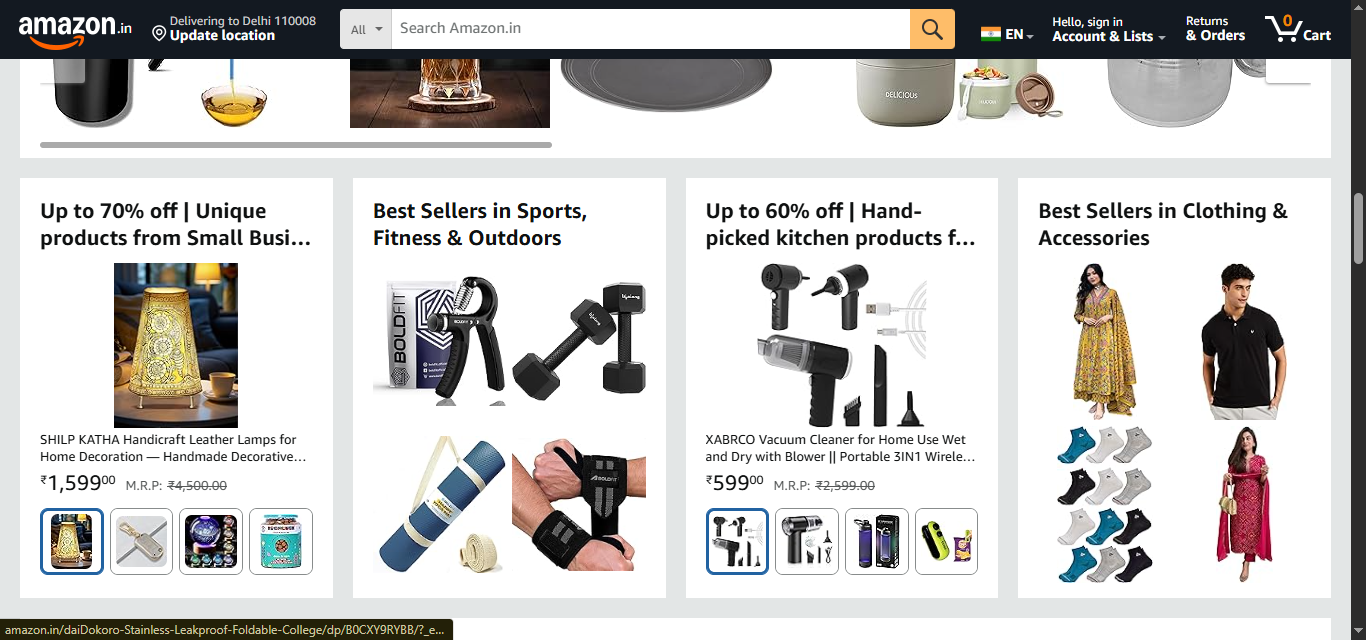 amazon.in
Delivering to Delhi 110008
Update location
All
Search Amazon.in
EN
Hello, sign in
Account & Lists
Returns
& Orders
0
Cart
DELICIOUS
Up to 70% off | Unique
products from Small Busi...
SHILP KATHA Handicraft Leather Lamps for
Home Decoration — Handmade Decorative...
₹1,59900 M.R.P: ₹4,500.00
Best Sellers in Sports,
Fitness & Outdoors
BOLDFIT
BOLDFIT
BOLDFIT
Up to 60% off | Hand-
picked kitchen products f...
XABRCO Vacuum Cleaner for Home Use Wet
and Dry with Blower || Portable 3IN1 Wirele...
₹59900 M.R.P: ₹2,599.00
Best Sellers in Clothing &
Accessories
amazon.in/daiDokoro-Stainless-Leakproof-Foldable-College/dp/B0CXY9RYBB/?_e...